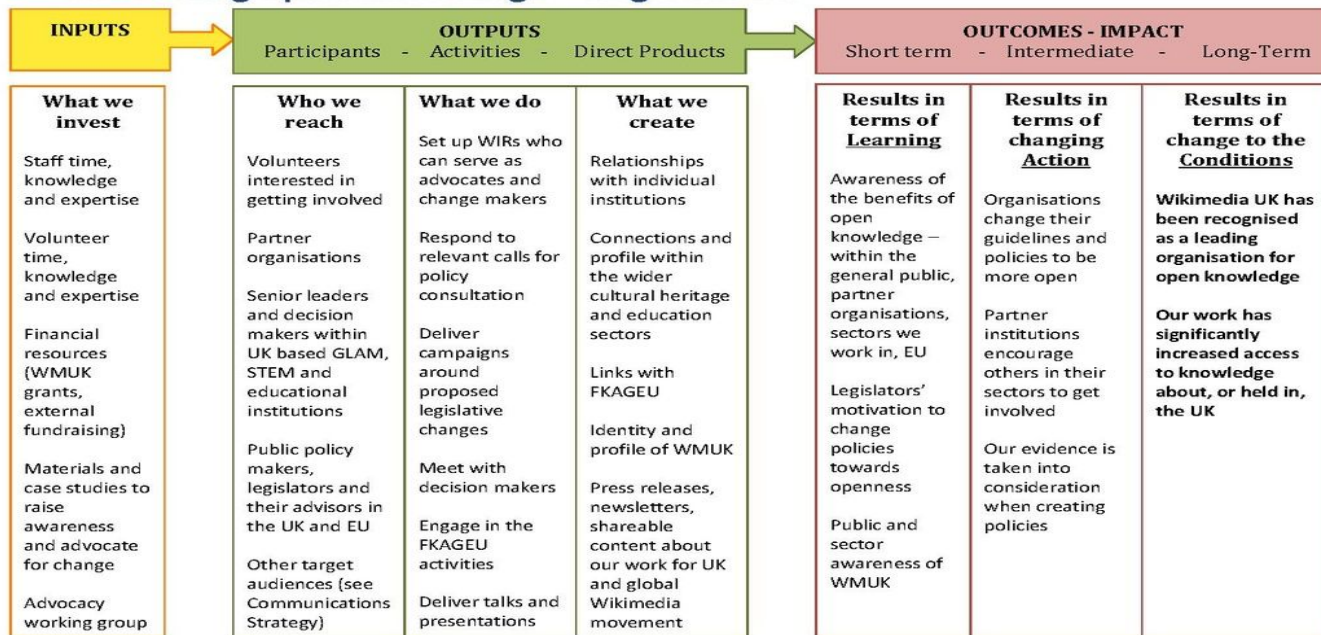 INPUTS
OUTPUTS
Participants - Activities - Direct Products
OUTCOMES - IMPACT
Short term - Intermediate - Long-Term
What we
invest
Staff time,
knowledge
and expertise
Volunteer
time,
knowledge
and expertise
Financial
resources
(WMUK
grants,
external
fundraising)
Materials and
case studies to
raise
awareness
and advocate
for change
Advocacy
working group
Who we
reach
Volunteers
interested in
getting involved
Partner
organisations
Senior leaders
and decision
makers within
UK based GLAM,
STEM and
educational
institutions
Public policy
makers,
legislators and
their advisors in
the UK and EU
Other target
audiences (see
Communications
Strategy)
What we do
Set up WIRs who
can serve as
advocates and
change makers
Respond to
relevant calls for
policy
consultation
Deliver
campaigns
around
proposed
legislative
changes
Meet with
decision makers
Engage in the
FKAGEU
activities
Deliver talks and
presentations
What we
create
Relationships
with individual
institutions
Connections and
profile within
the wider
cultural heritage
and education
sectors
Links with
FKAGEU
Identity and
profile of WMUK
Press releases,
newsletters,
shareable
content about
our work for UK
and global
Wikimedia
movement
Results in
terms of
Learning
Awareness of
the benefits of
open
knowledge –
within the
general public,
partner
organisations,
sectors we
work in, EU
Legislators’
motivation to
change
policies
towards
openness
Public and
sector
awareness of
WMUK
Results in
terms of
changing
Action
Organisations
change their
guidelines and
policies to be
more open
Partner
institutions
encourage
others in their
sectors to get
involved
Our evidence is
taken into
consideration
when creating
policies
Results in
terms of
change to the
Conditions
Wikimedia UK has
been recognised
as a leading
organisation for
open knowledge
Our work has
significantly
increased access
to knowledge
about, or held in,
the UK